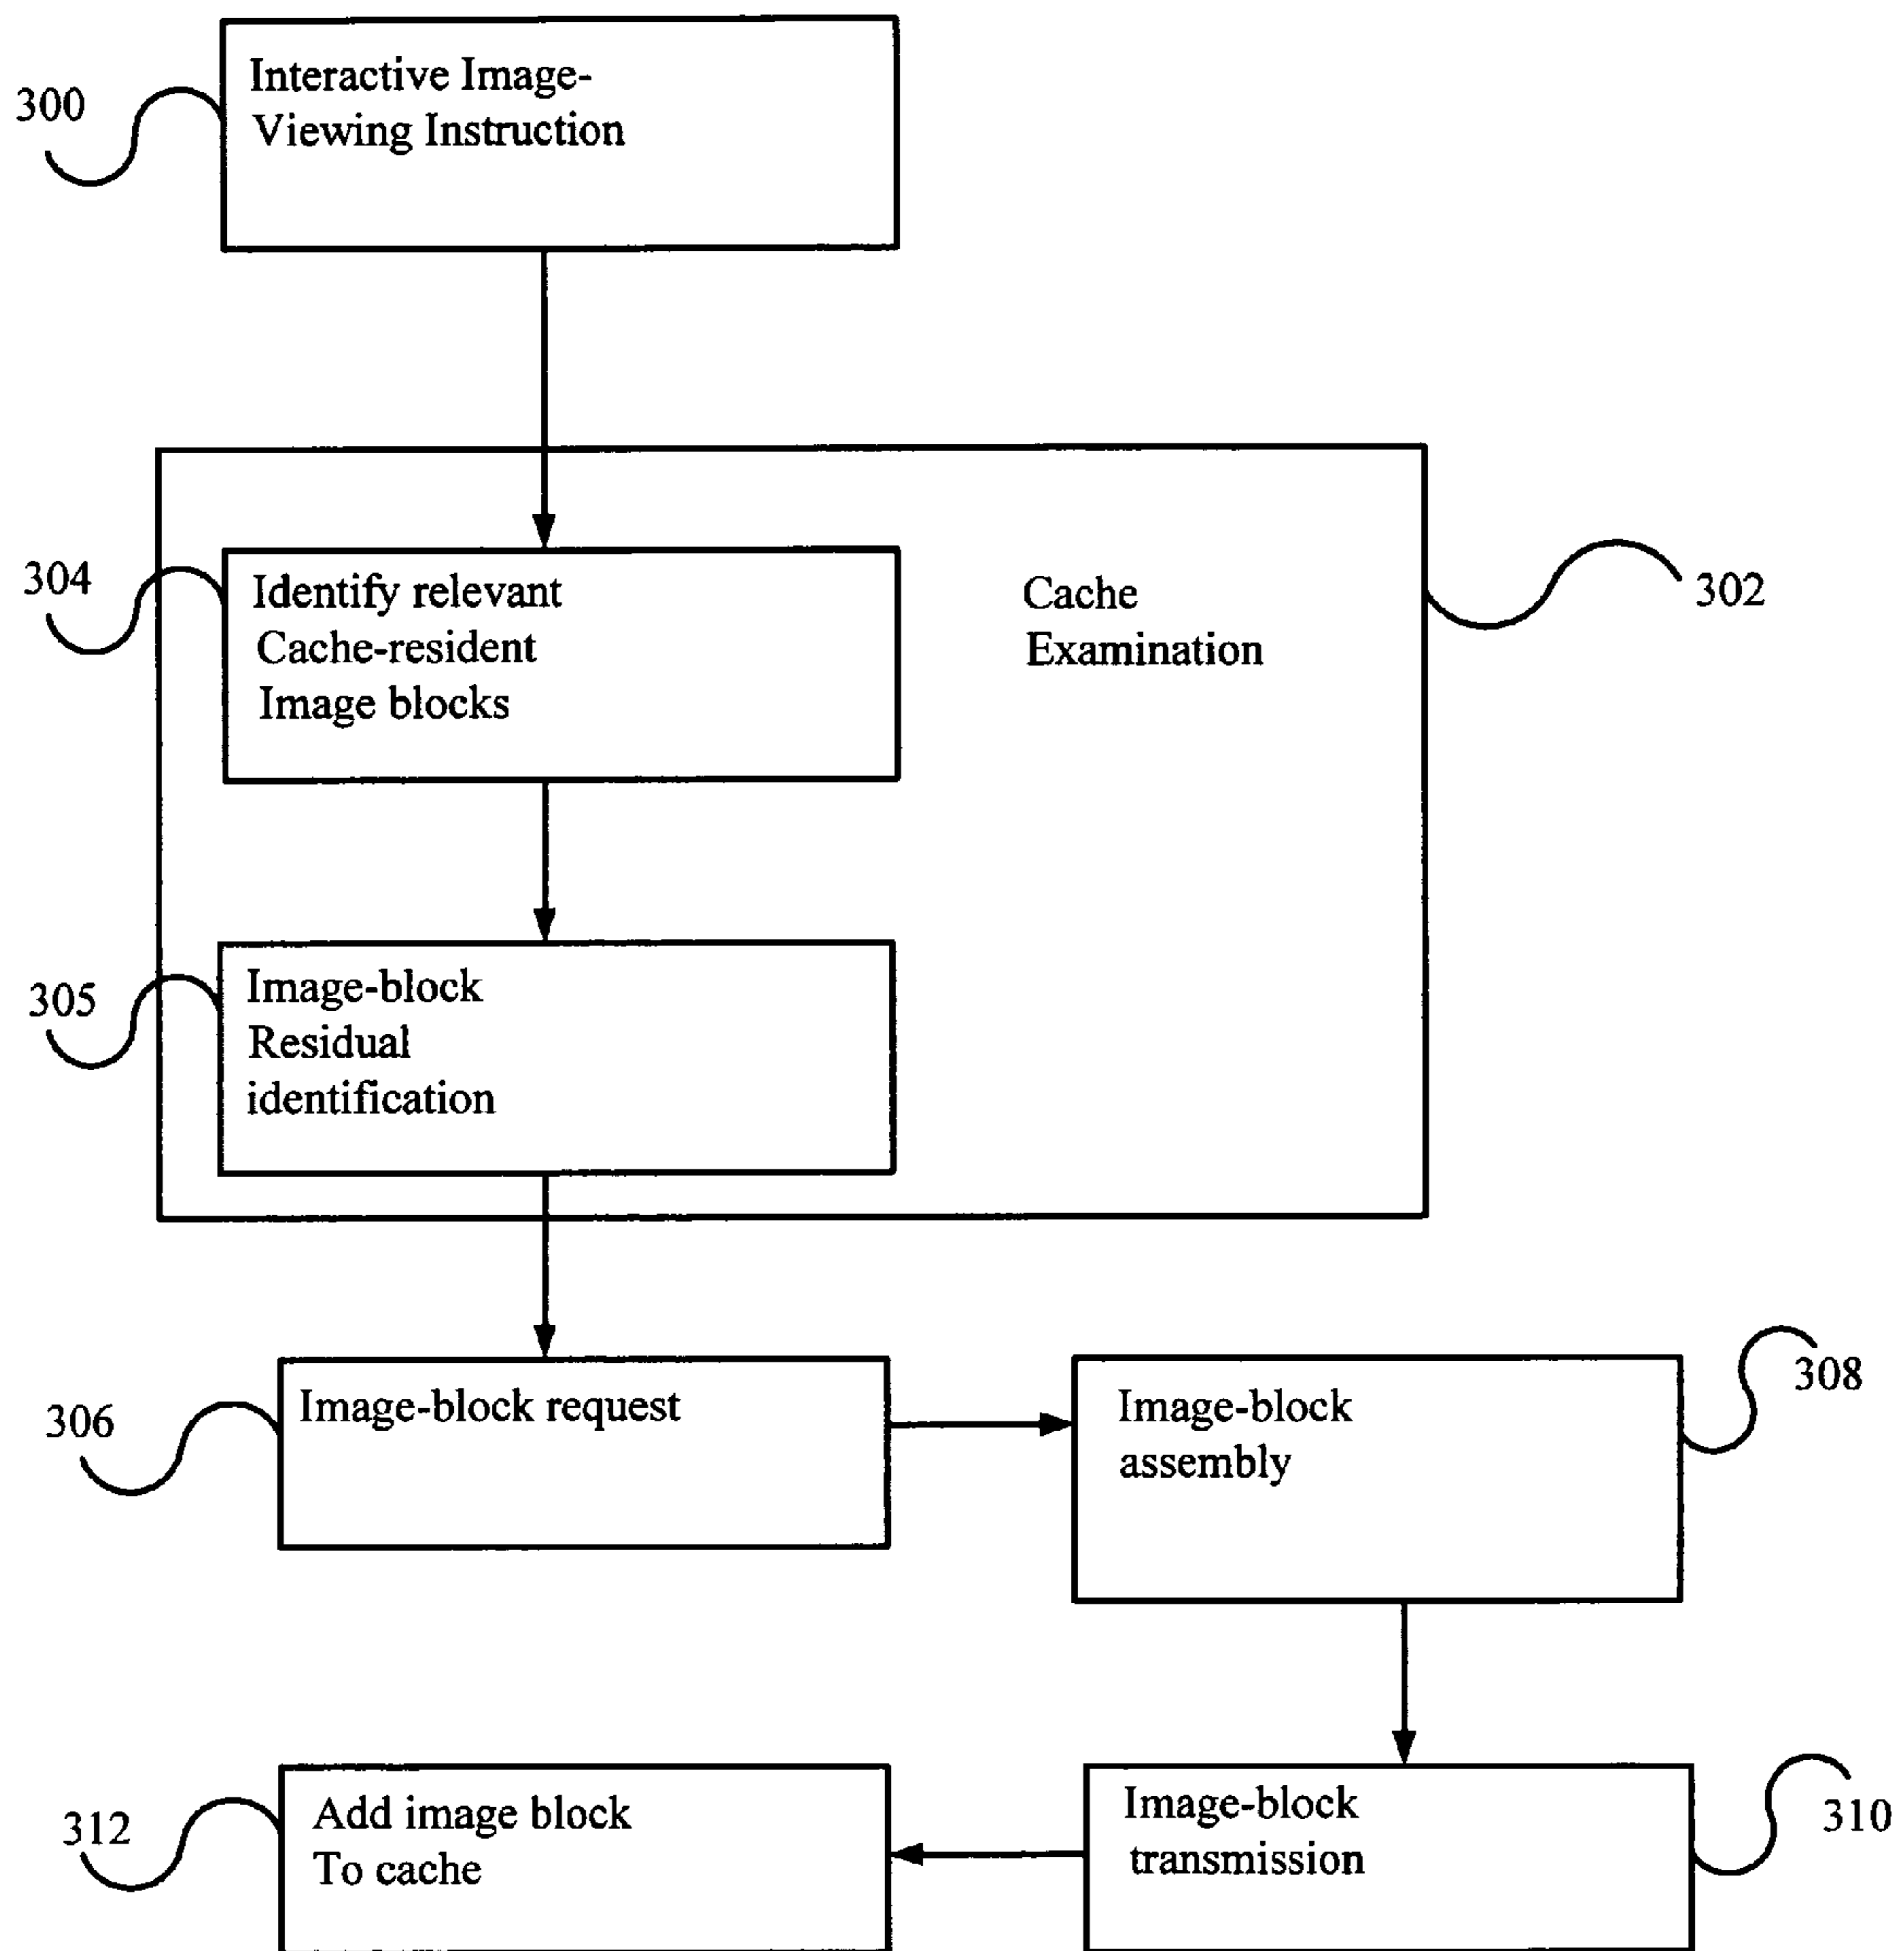 300
Interactive Image-
Viewing Instruction
304
Identify relevant
Cache-resident
Image blocks
Cache
Examination
302
305
Image-block
Residual
identification
306
Image-block request
Image-block
assembly
308
312
Add image block
To cache
Image-block
transmission
310